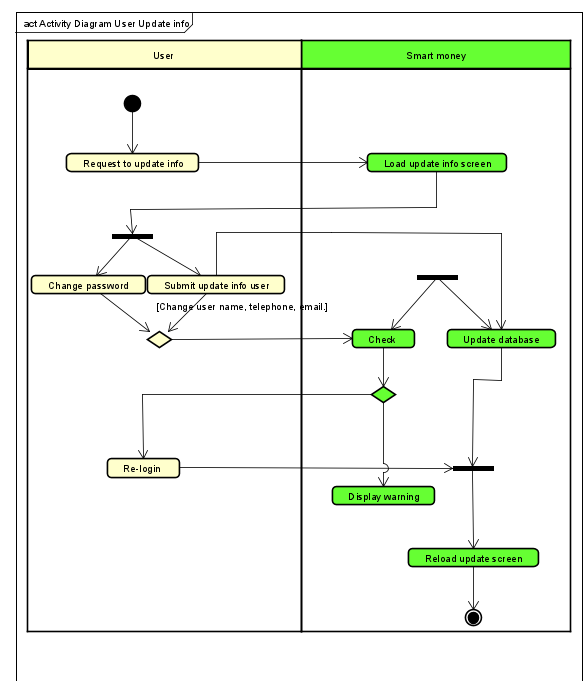 act Activity Diagram User Update info
User
Smart money
Request to update info
Load update info screen
Change password
Submit update info user
[Change user name, telephone, email.]
Check
Update database
Re-login
Display warning
Reload update screen